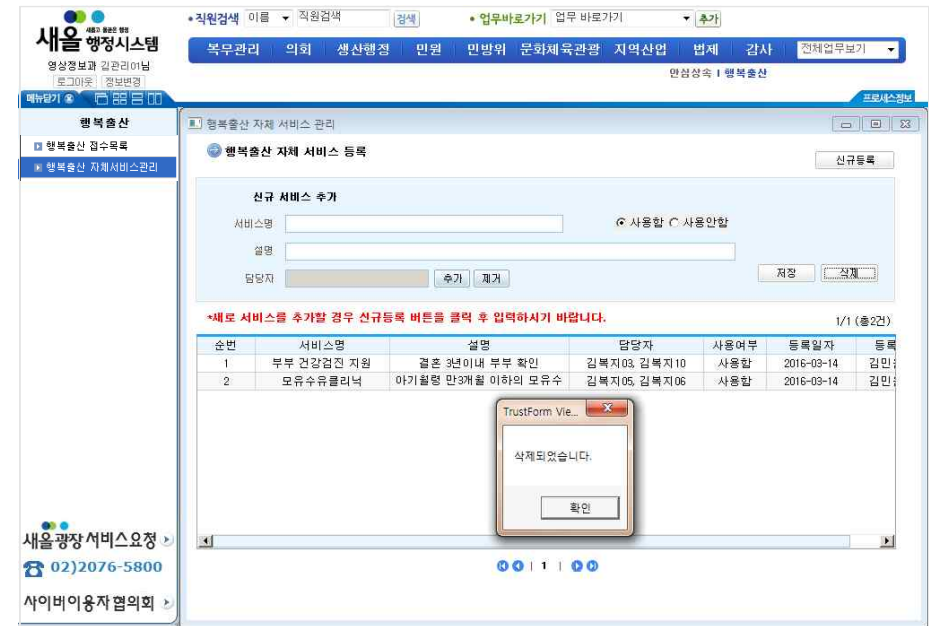 새올 행정시스템
영상정보과 김관리01님
로그아웃 정보변경
메뉴닫기
• 직원검색 이름 직원검색 검색 • 업무바로가기 업무 바로가기 추가
복무관리 의회 생산행정 민원 민방위 문화체육관광 지역산업 법제 감사 전체업무보기
안심상속 | 행복출산
프로세스정보
행복출산
행복출산 접수목록
행복출산 자체서비스관리
행복출산 자체 서비스 관리
행복출산 자체 서비스 등록
신규등록
신규 서비스 추가
서비스명 사용함 사용안함
설명
담당자 추가 제거
저장 삭제
*새로 서비스를 추가할 경우 신규등록 버튼을 클릭 후 입력하시기 바랍니다.
1/1 (총2건)
순번 서비스명 설명 담당자 사용여부 등록일자 등록
1 부부 건강검진 지원 결혼 3년이내 부부 확인 김복지03, 김복지10 사용함 2016-03-14 김민
2 모유수유클리닉 아기월령 만3개월 이하의 모유수 김복지05, 김복지06 사용함 2016-03-14 김민
TrustForm Vie...
삭제되었습니다.
확인
| 1 |
새올광장 서비스요청
02)2076-5800
사이버이용자 협의회